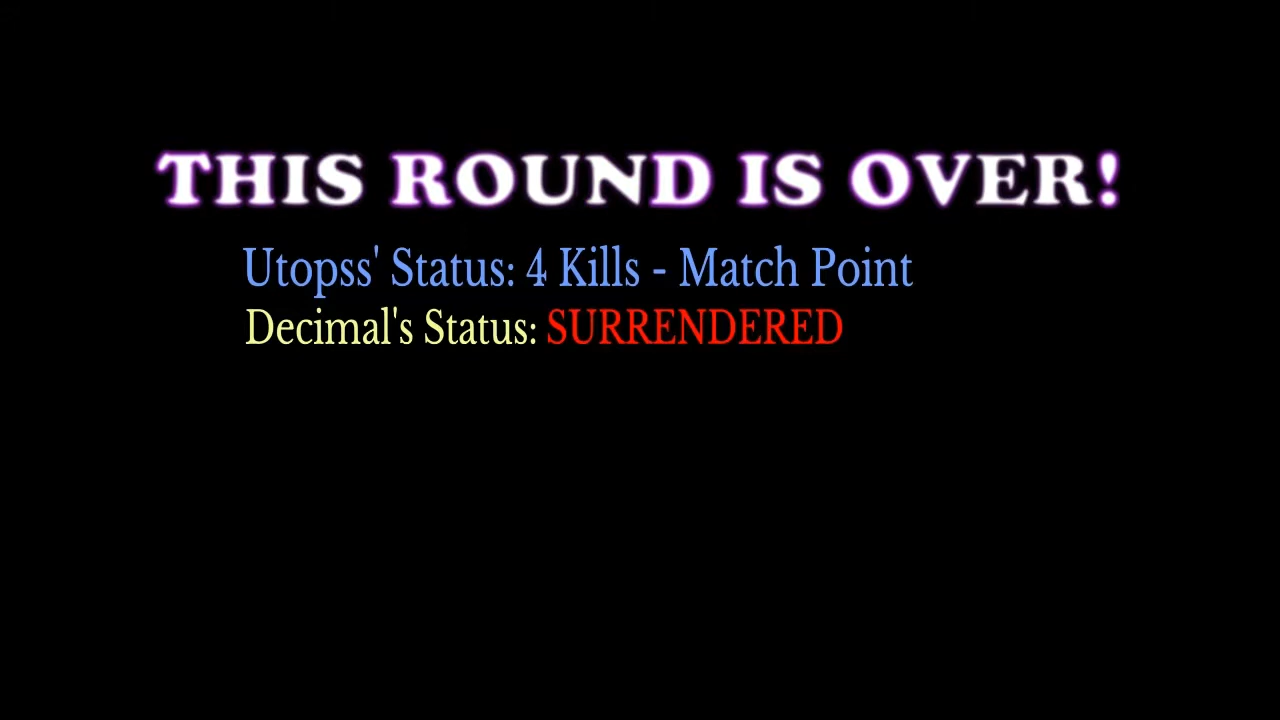 THIS ROUND IS OVER!
Utopss' Status: 4 Kills - Match Point
Decimal's Status: SURRENDERED